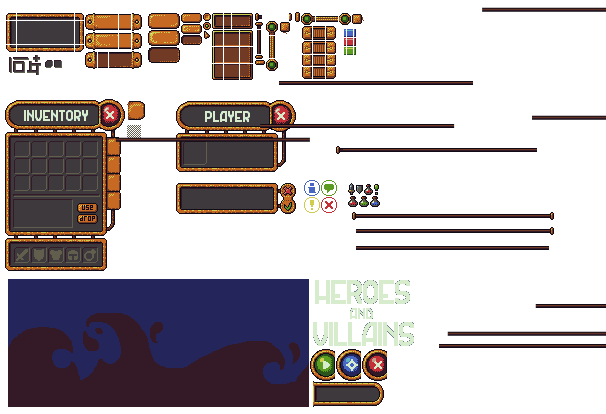 INVENTORY
PLAYER
use
drop
HEROES
AND
VILLAINS